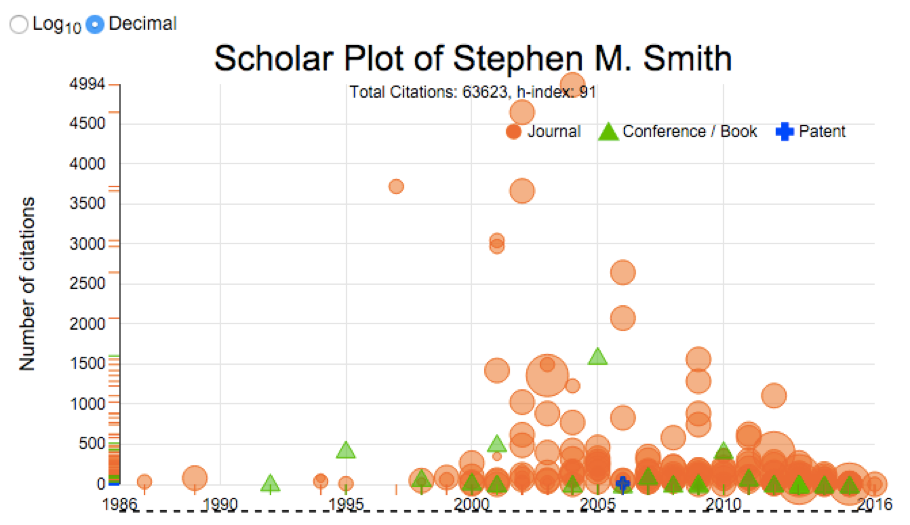 Log10 Decimal
Scholar Plot of Stephen M. Smith
Total Citations: 63623, h-index: 91
Journal Conference / Book Patent
Number of citations
4994
4500
4000
3500
3000
2500
2000
1500
1000
500
0
1986 1990 1995 2000 2005 2010 2016